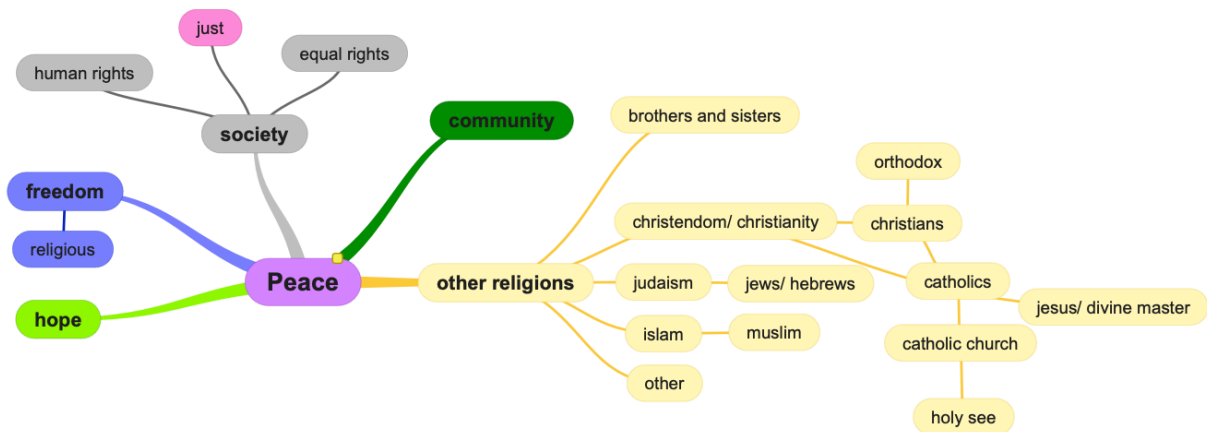 just
equal rights
human rights
society
community
brothers and sisters
orthodox
freedom
christendom/ christianity
christians
religious
Peace
other religions
judaism
jews/ hebrews
catholics
jesus/ divine master
hope
islam
muslim
catholic church
other
holy see